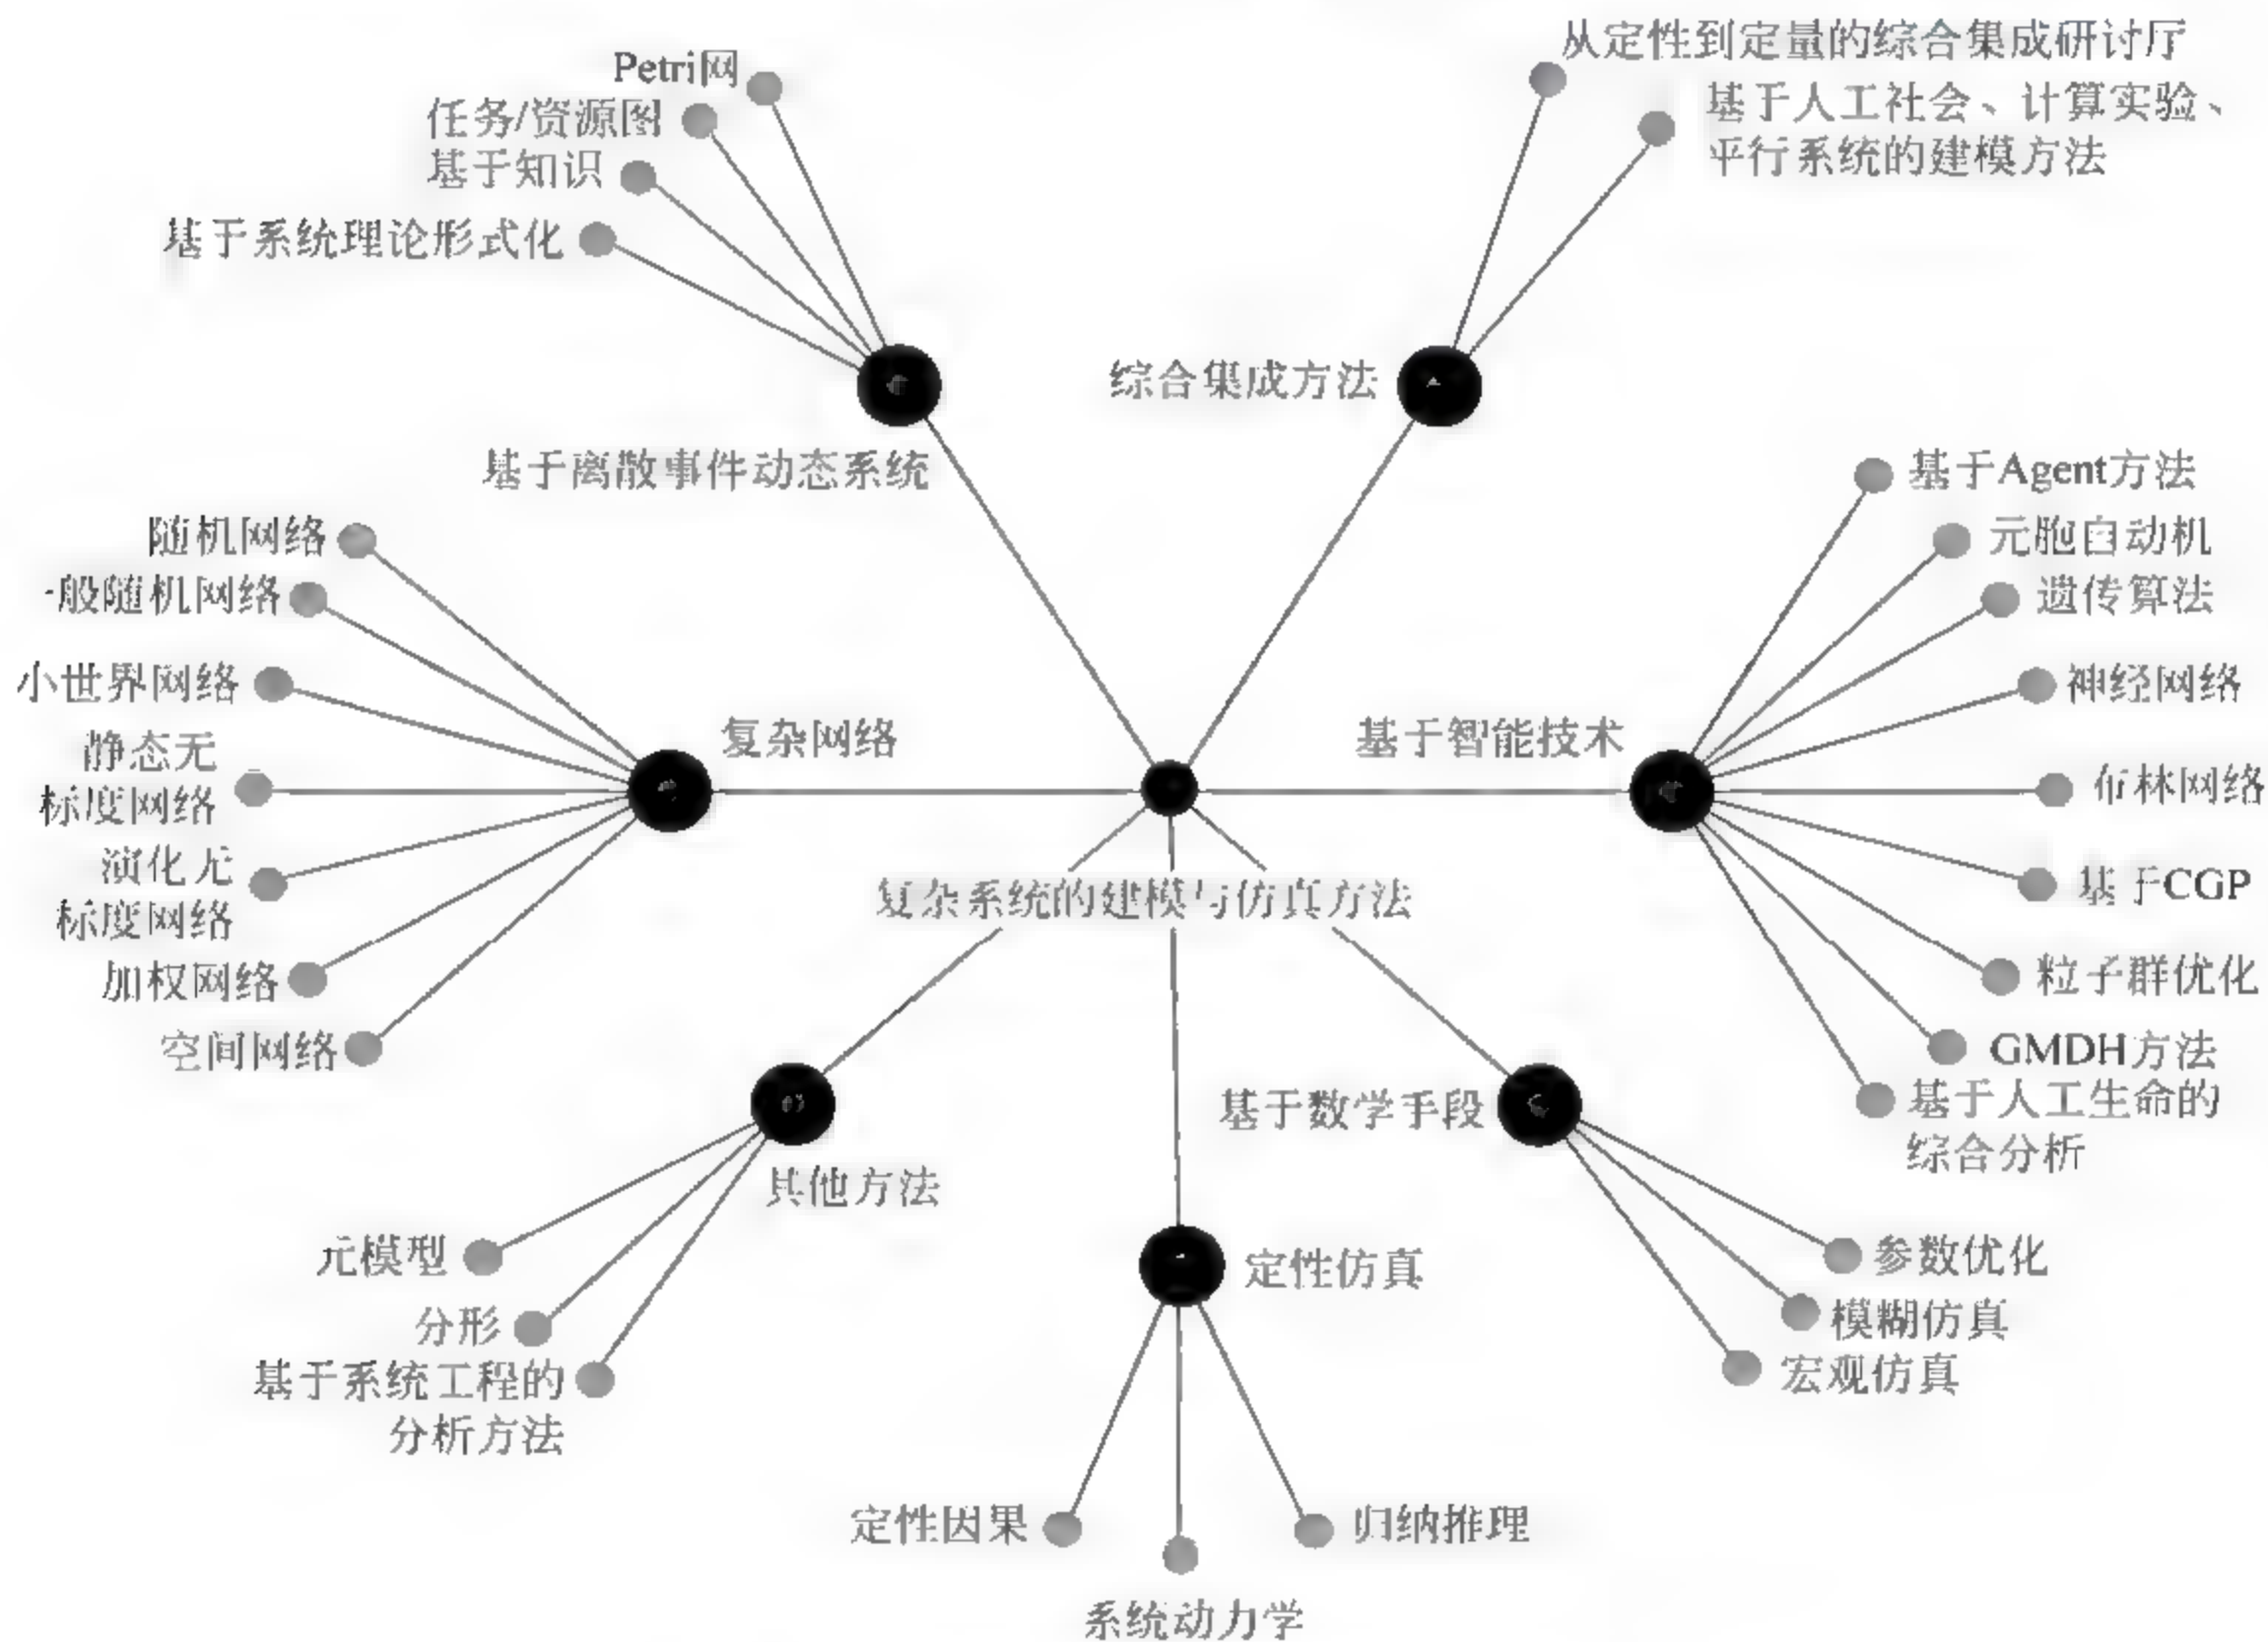 Petri网
任务/资源图
基于知识
基于系统理论形式化
基于离散事件动态系统
从定性到定量的综合集成研讨厅
基于人工社会、计算实验、
平行系统的建模方法
综合集成方法
随机网络
一般随机网络
小世界网络
静态无
标度网络
演化无
标度网络
加权网络
空间网络
复杂网络
基于智能技术
基于Agent方法
元胞自动机
遗传算法
神经网络
布林网络
基于CGP
粒子群优化
GMDH方法
基于人工生命的
综合分析
复杂系统的建模与仿真方法
其他方法
元模型
分形
基于系统工程的
分析方法
定性仿真
定性因果
系统动力学
归纳推理
基于数学手段
参数优化
模糊仿真
宏观仿真